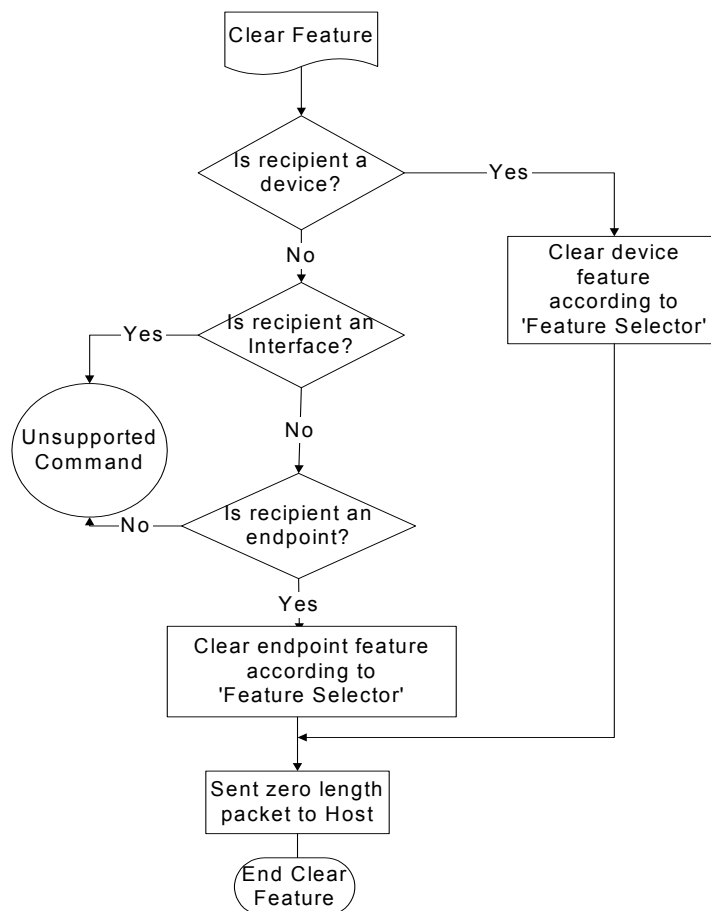 Clear Feature
Is recipient a
device?
Yes
No
Clear device
feature
according to
'Feature Selector'
Is recipient an
Interface?
Yes
No
Unsupported
Command
Is recipient an
endpoint?
No
Yes
Clear endpoint feature
according to
'Feature Selector'
Sent zero length
packet to Host
End Clear
Feature